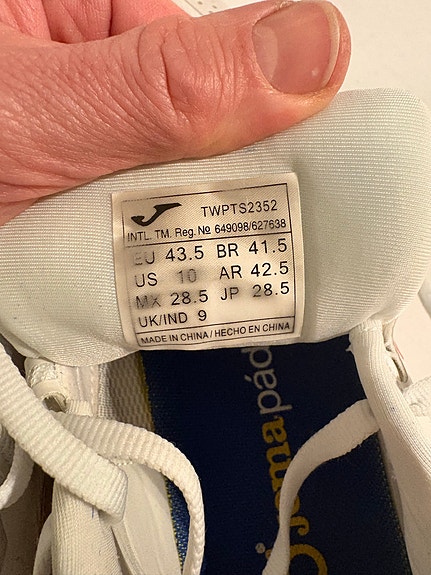 TWPTS2352
INTL. TM. Reg. Nº 649098/627638
EU 43.5 BR 41.5
US 10 AR 42.5
MX 28.5 JP 28.5
UK/IND 9
MADE IN CHINA / HECHO EN CHINA
joma pád